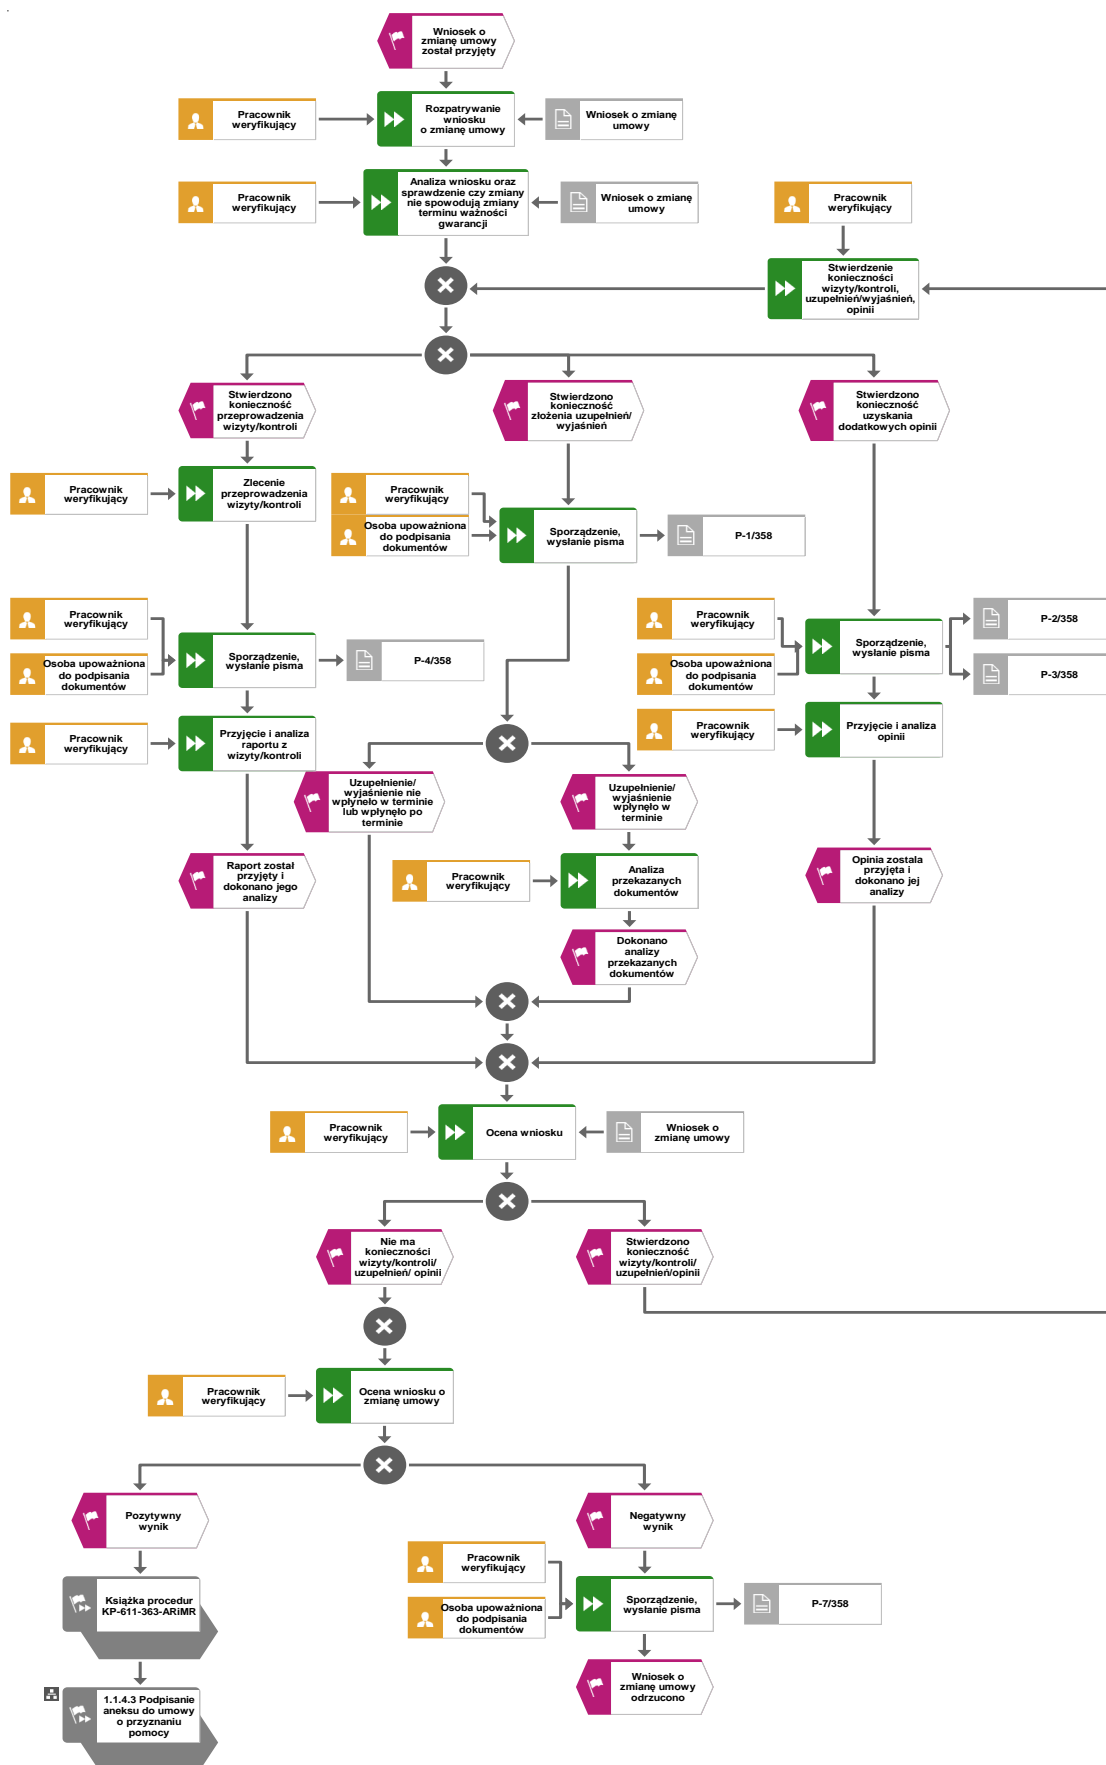 Wniosek o
zmianę umowy
został przyjęty
Pracownik
weryfikujący
Rozpatrywanie
wniosku
o zmianę umowy
Wniosek o zmianę
umowy
Pracownik
weryfikujący
Analiza wniosku oraz
sprawdzenie czy zmiany
nie spowodują zmiany
terminu ważności
gwarancji
Wniosek o zmianę
umowy
Pracownik
weryfikujący
Stwierdzenie
konieczności
wizyty/kontroli,
uzupełnień/wyjaśnień,
opinii
Stwierdzono
konieczność
przeprowadzenia
wizyty/kontroli
Stwierdzono
konieczność
złożenia uzupełnień/
wyjaśnień
Stwierdzono
konieczność
uzyskania
dodatkowych opinii
Pracownik
weryfikujący
Zlecenie
przeprowadzenia
wizyty/kontroli
Pracownik
weryfikujący
Osoba upoważniona
do podpisania
dokumentów
Sporządzenie,
wysłanie pisma
P-1/358
Pracownik
weryfikujący
Osoba upoważniona
do podpisania
dokumentów
Sporządzenie,
wysłanie pisma
P-4/358
Pracownik
weryfikujący
Osoba upoważniona
do podpisania
dokumentów
Sporządzenie,
wysłanie pisma
P-2/358
P-3/358
Pracownik
weryfikujący
Przyjęcie i analiza
raportu z
wizyty/kontroli
Pracownik
weryfikujący
Przyjęcie i analiza
opinii
Uzupełnienie/
wyjaśnienie nie
wpłyneło w terminie
lub wpłynęło po
terminie
Uzupełnienie/
wyjaśnienie
wpłynęło w
terminie
Raport został
przyjęty i
dokonano jego
analizy
Pracownik
weryfikujący
Analiza
przekazanych
dokumentów
Opinia zostala
przyjęta i
dokonano jej
analizy
Dokonano
analizy
przekazanych
dokumentów
Pracownik
weryfikujący
Ocena wniosku
Wniosek o
zmianę umowy
Nie ma
konieczności
wizyty/kontroli/
uzupełnień/ opinii
Stwierdzono
konieczność
wizyty/kontroli/
uzupełnień/opinii
Pracownik
weryfikujący
Ocena wniosku o
zmianę umowy
Pozytywny
wynik
Negatywny
wynik
Książka procedur
KP-611-363-ARiMR
Pracownik
weryfikujący
Osoba upoważniona
do podpisania
dokumentów
Sporządzenie,
wysłanie pisma
P-7/358
1.1.4.3 Podpisanie
aneksu do umowy
o przyznaniu
pomocy
Wniosek o
zmianę umowy
odrzucono